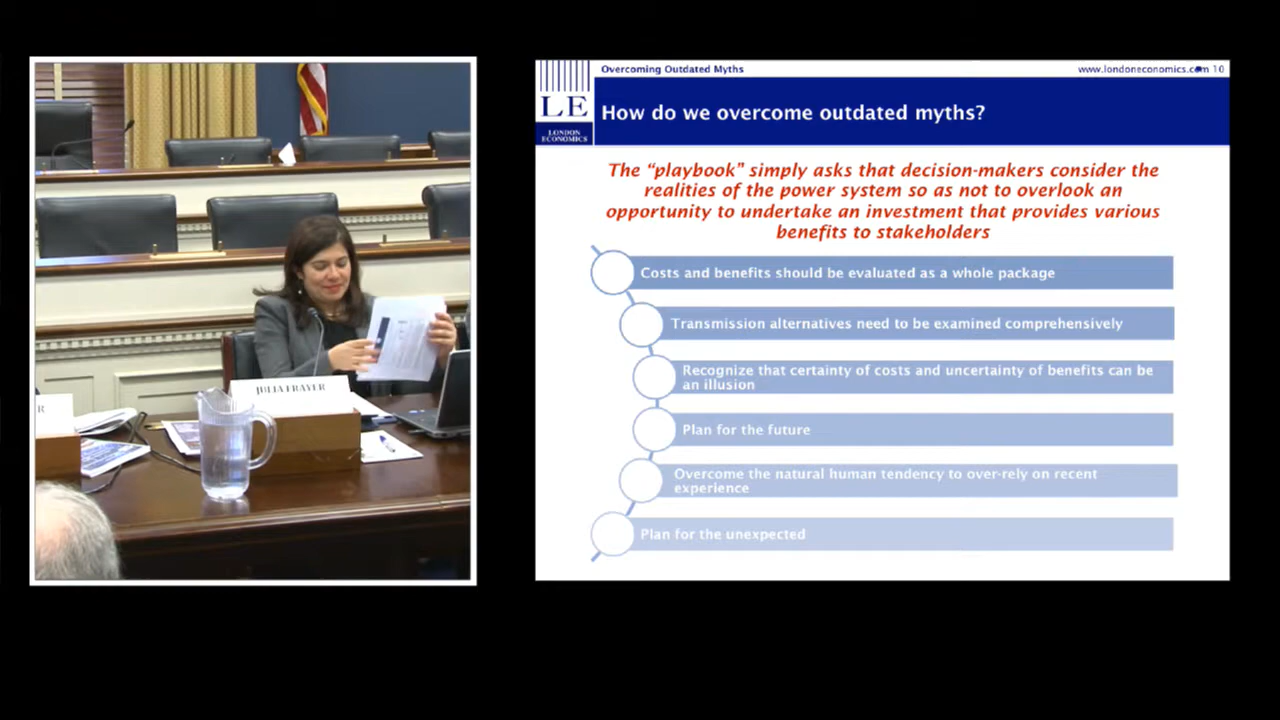 JULIA FRAYER
R
Overcoming Outdated Myths
www.londoneconomics.com 10
LE
LONDON
ECONOMICS
How do we overcome outdated myths?
The “playbook” simply asks that decision-makers consider the
realities of the power system so as not to overlook an
opportunity to undertake an investment that provides various
benefits to stakeholders
Costs and benefits should be evaluated as a whole package
Transmission alternatives need to be examined comprehensively
Recognize that certainty of costs and uncertainty of benefits can be
an illusion
Plan for the future
Overcome the natural human tendency to over-rely on recent
experience
Plan for the unexpected